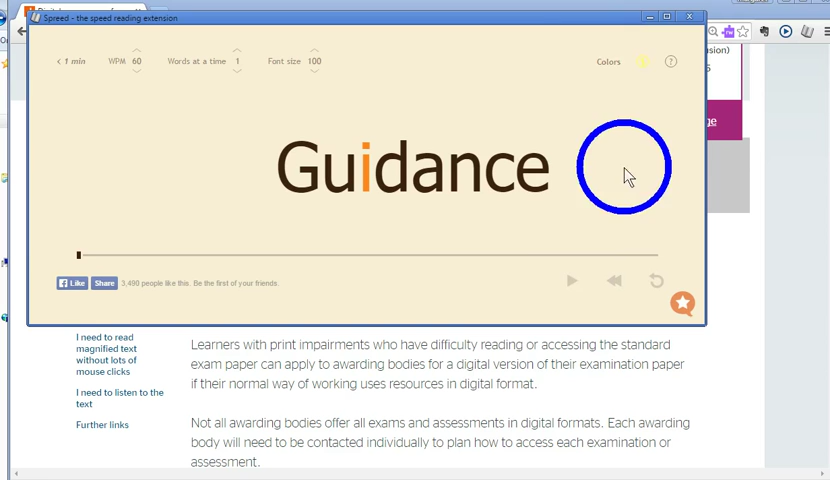 Spreed - the speed reading extension
< 1 min WPM 60 Words at a time 1 Font size 100 Colors ?
Guidance
Like Share 3,490 people like this. Be the first of your friends.
I need to read
magnified text
without lots of
mouse clicks
I need to listen to the
text
Further links
Learners with print impairments who have difficulty reading or accessing the standard
exam paper can apply to awarding bodies for a digital version of their examination paper
if their normal way of working uses resources in digital format.
Not all awarding bodies offer all exams and assessments in digital formats. Each awarding
body will need to be contacted individually to plan how to access each examination or
assessment.